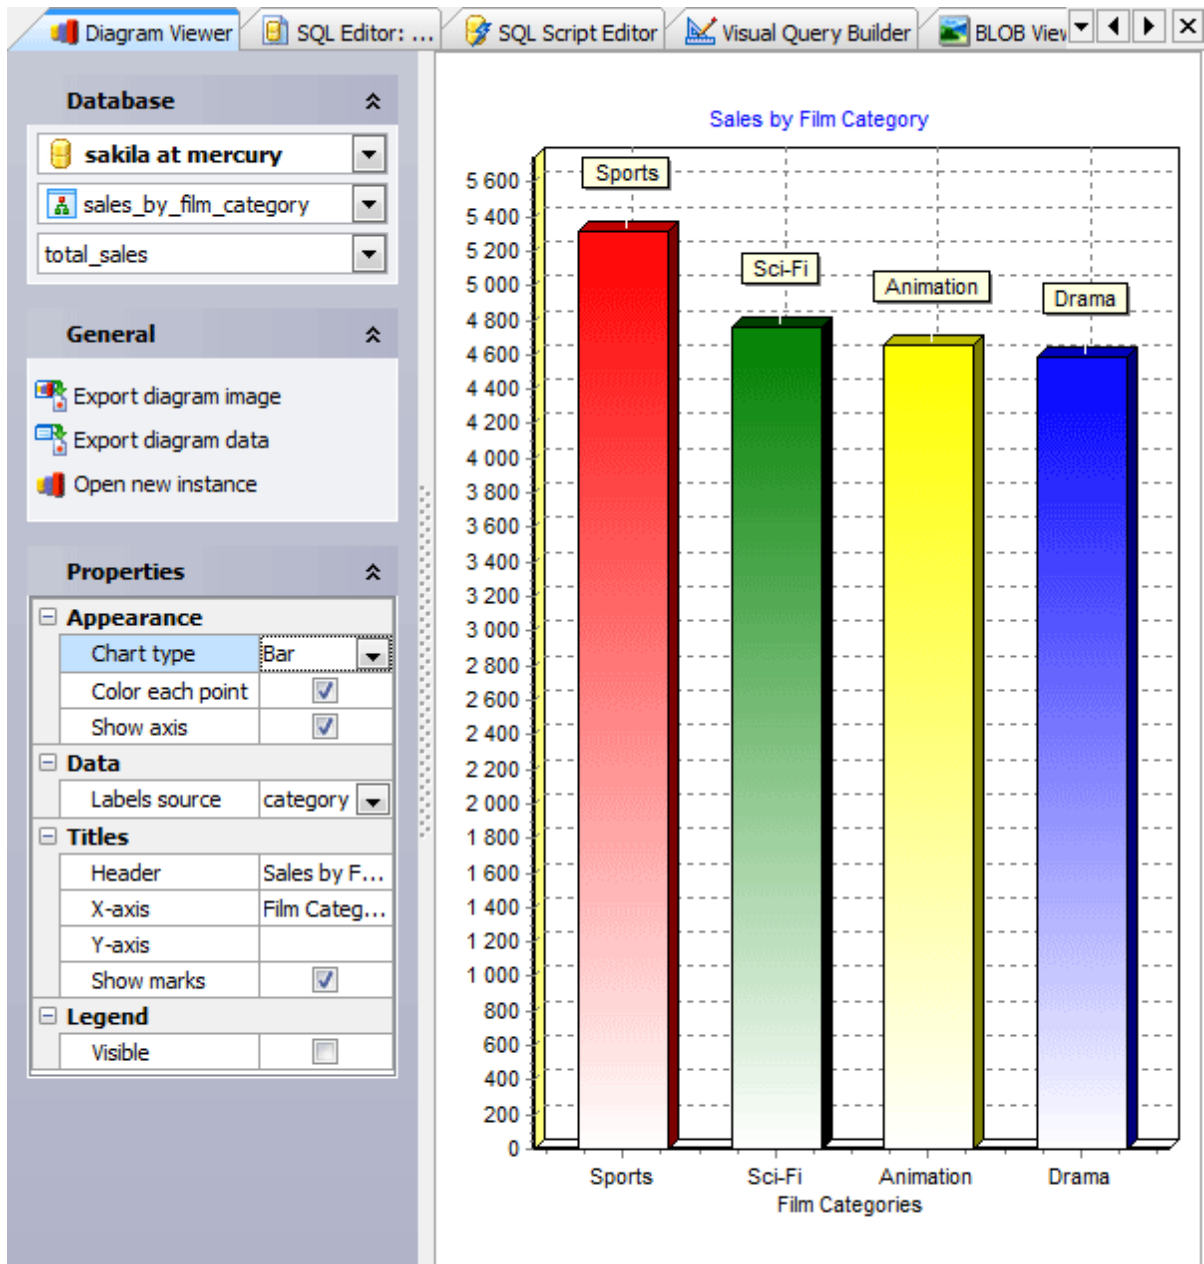 Diagram Viewer
SQL Editor: ...
SQL Script Editor
Visual Query Builder
BLOB View
Database
sakila at mercury
sales_by_film_category
total_sales
General
Export diagram image
Export diagram data
Open new instance
Properties
Appearance
Chart type Bar
Color each point
Show axis
Data
Labels source category
Titles
Header Sales by F...
X-axis Film Categ...
Y-axis
Show marks
Legend
Visible
Sales by Film Category
5 600
5 400
5 200
5 000
4 800
4 600
4 400
4 200
4 000
3 800
3 600
3 400
3 200
3 000
2 800
2 600
2 400
2 200
2 000
1 800
1 600
1 400
1 200
1 000
800
600
400
200
0
Sports
Sci-Fi
Animation
Drama
Sports Sci-Fi Animation Drama
Film Categories